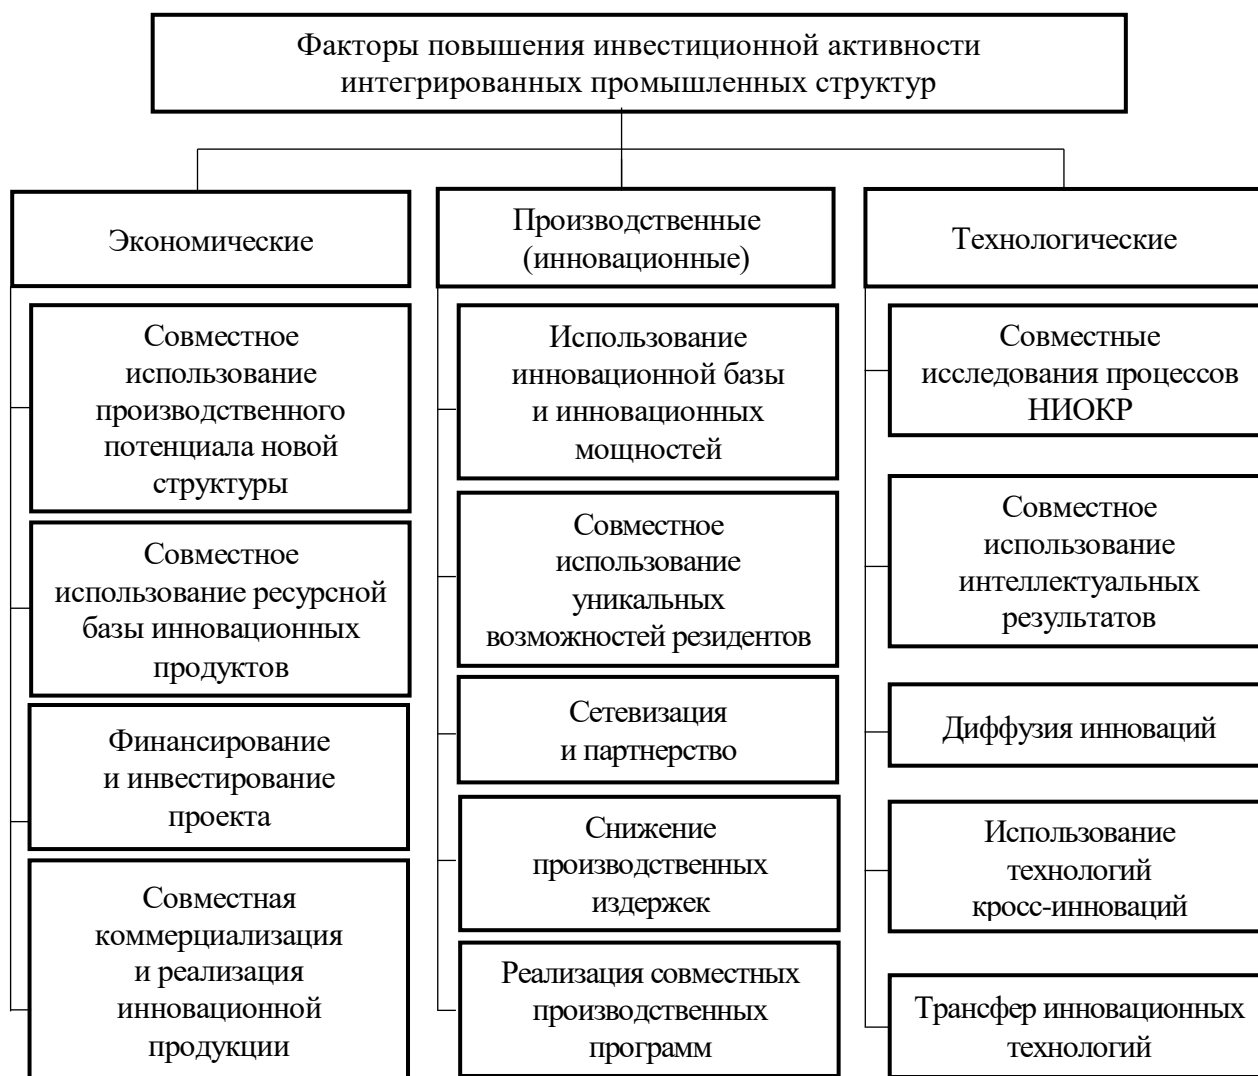 Факторы повышения инвестиционной активности
интегрированных промышленных структур
Экономические
Совместное
использование
производственного
потенциала новой
структуры
Совместное
использование ресурсной
базы инновационных
продуктов
Финансирование
и инвестирование
проекта
Совместная
коммерциализация
и реализация
инновационной
продукции
Производственные
(инновационные)
Использование
инновационной базы
и инновационных
мощностей
Совместное
использование
уникальных
возможностей резидентов
Сетевизация
и партнерство
Снижение
производственных
издержек
Реализация совместных
производственных
программ
Технологические
Совместные
исследования процессов
НИОКР
Совместное
использование
интеллектуальных
результатов
Диффузия инноваций
Использование
технологий
кросс-инноваций
Трансфер инновационных
технологий